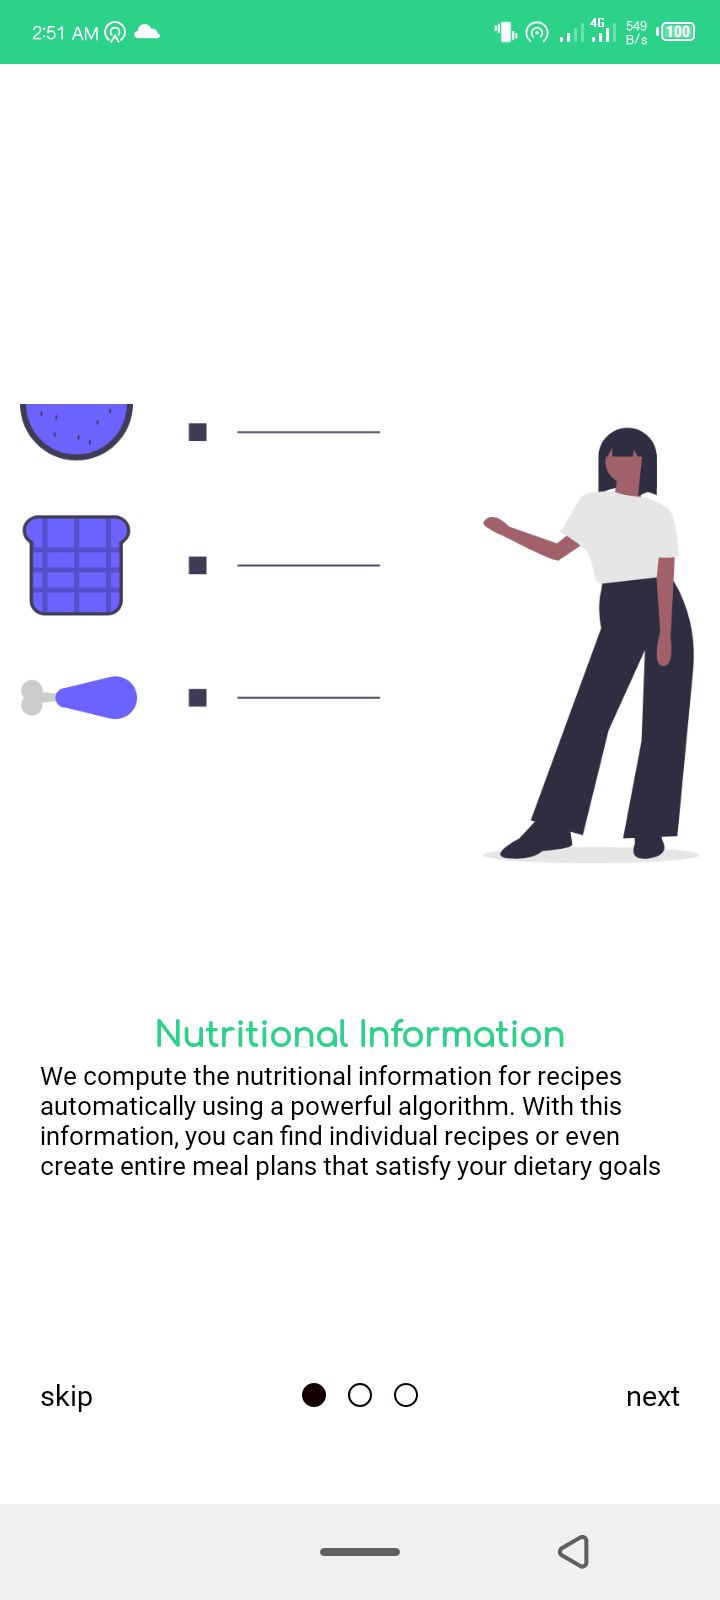 2:51 AM 4G 549 B/s 100
Nutritional Information
We compute the nutritional information for recipes
automatically using a powerful algorithm. With this
information, you can find individual recipes or even
create entire meal plans that satisfy your dietary goals
skip next